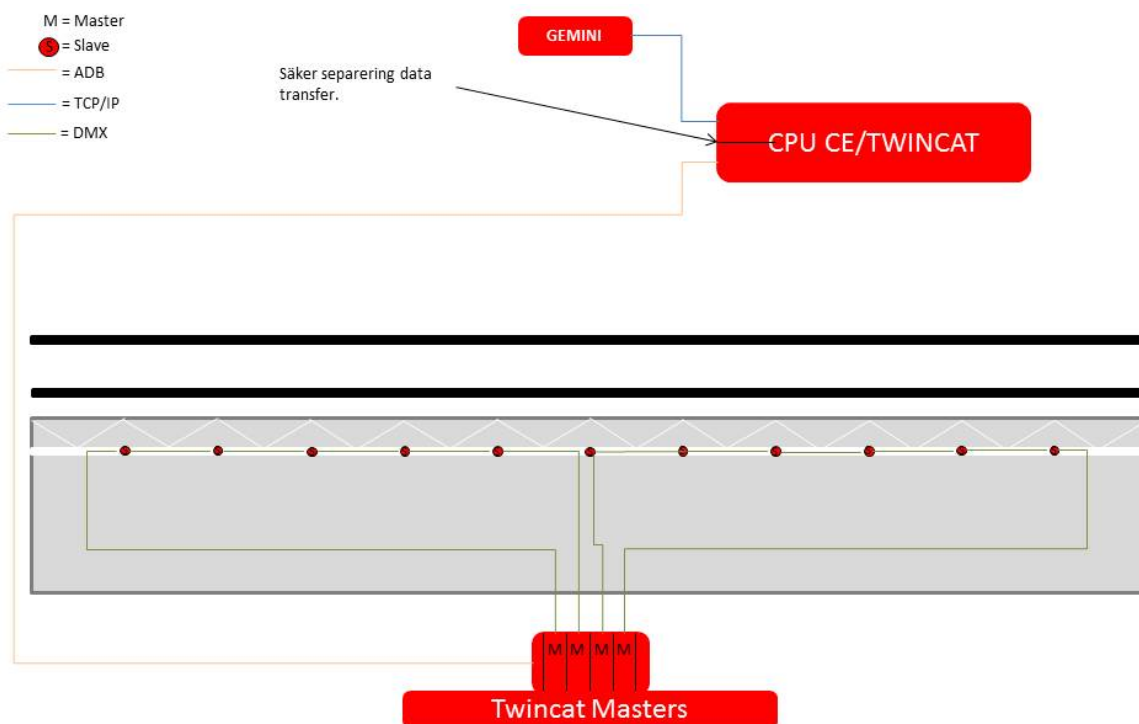 M = Master
S = Slave
= ADB
= TCP/IP
= DMX
GEMINI
Säker separering data
transfer.
CPU CE/TWINCAT
M M M M
Twincat Masters